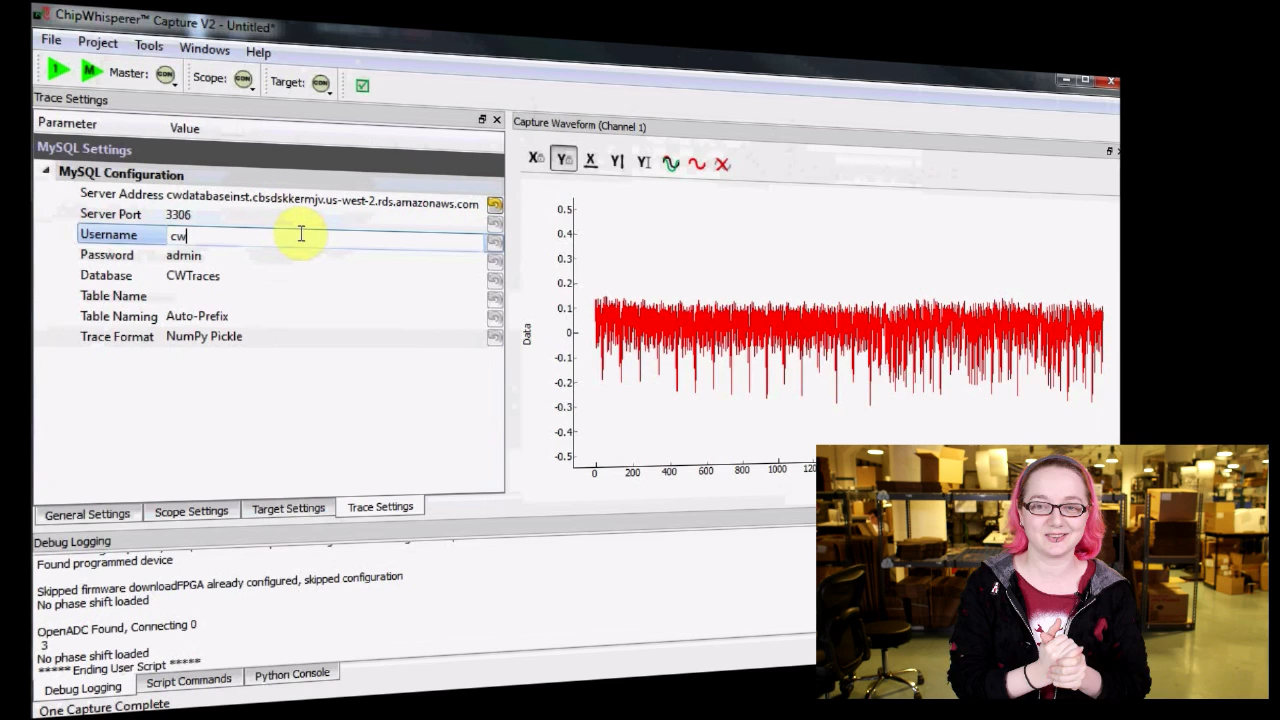 ChipWhisperer™ Capture V2 - Untitled*
File Project Tools Windows Help
1 M Master: CON Scope: CON Target: CON
Trace Settings
Parameter Value
MySQL Settings
MySQL Configuration
Server Address cwdatabaseinst.cbsdskkermjv.us-west-2.rds.amazonaws.com
Server Port 3306
Username cw
Password admin
Database CWTraces
Table Name
Table Naming Auto-Prefix
Trace Format NumPy Pickle
General Settings Scope Settings Target Settings Trace Settings
Capture Waveform (Channel 1)
X Y X Y Y
0.5
0.4
0.3
0.2
0.1
0
-0.1
-0.2
-0.3
-0.4
-0.5
Data
0 200 400 600 800 1000
Debug Logging
Found programmed device
Skipped firmware downloadFPGA already configured, skipped configuration
No phase shift loaded
OpenADC Found, Connecting 0
3
No phase shift loaded
***** Ending User Script *****
Debug Logging Script Commands Python Console
One Capture Complete